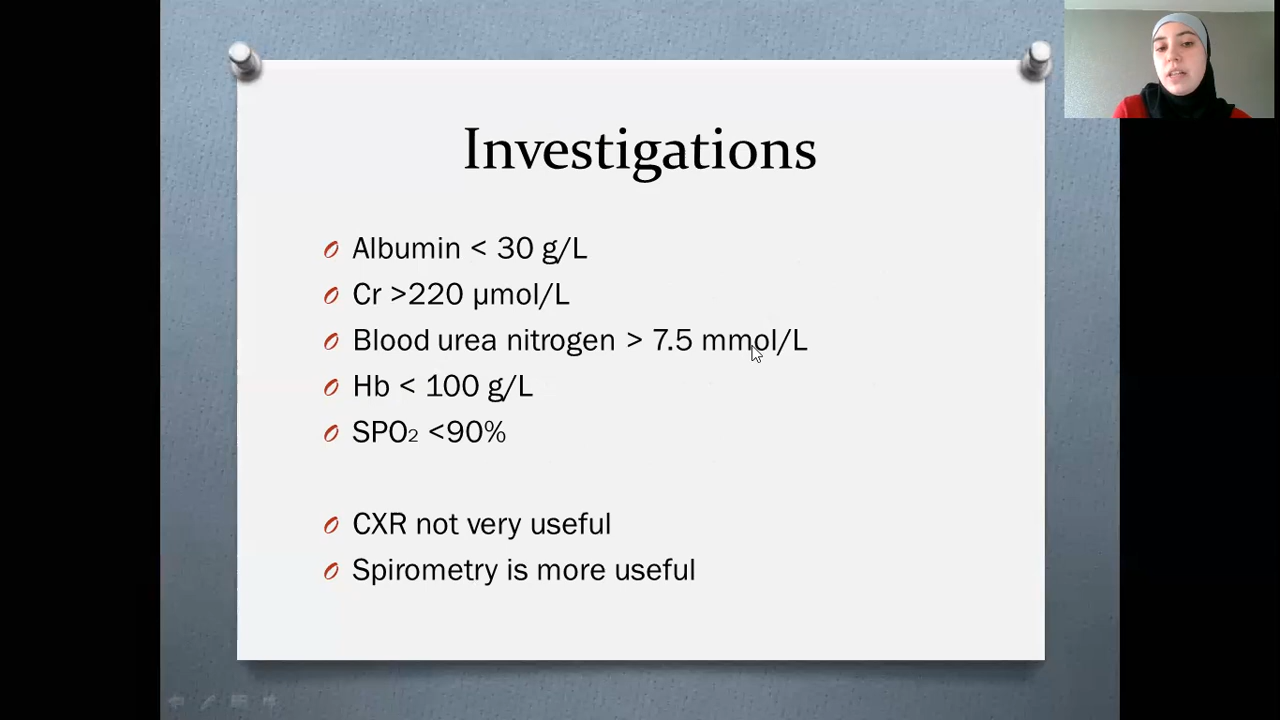 Investigations
Albumin < 30 g/L
Cr >220 µmol/L
Blood urea nitrogen > 7.5 mmol/L
Hb < 100 g/L
SPO₂ <90%
CXR not very useful
Spirometry is more useful